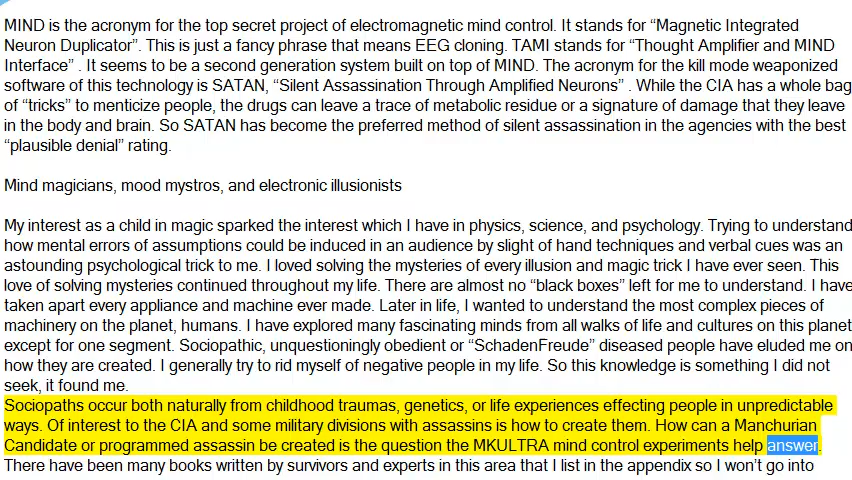 MIND is the acronym for the top secret project of electromagnetic mind control. It stands for “Magnetic Integrated
Neuron Duplicator”. This is just a fancy phrase that means EEG cloning. TAMI stands for “Thought Amplifier and MIND
Interface” . It seems to be a second generation system built on top of MIND. The acronym for the kill mode weaponized
software of this technology is SATAN, “Silent Assassination Through Amplified Neurons” . While the CIA has a whole bag
of “tricks” to menticize people, the drugs can leave a trace of metabolic residue or a signature of damage that they leave
in the body and brain. So SATAN has become the preferred method of silent assassination in the agencies with the best
“plausible denial” rating.
Mind magicians, mood mystros, and electronic illusionists
My interest as a child in magic sparked the interest which I have in physics, science, and psychology. Trying to understand
how mental errors of assumptions could be induced in an audience by slight of hand techniques and verbal cues was an
astounding psychological trick to me. I loved solving the mysteries of every illusion and magic trick I have ever seen. This
love of solving mysteries continued throughout my life. There are almost no “black boxes” left for me to understand. I have
taken apart every appliance and machine ever made. Later in life, I wanted to understand the most complex pieces of
machinery on the planet, humans. I have explored many fascinating minds from all walks of life and cultures on this planet
except for one segment. Sociopathic, unquestioningly obedient or “SchadenFreude” diseased people have eluded me on
how they are created. I generally try to rid myself of negative people in my life. So this knowledge is something I did not
seek, it found me.
Sociopaths occur both naturally from childhood traumas, genetics, or life experiences effecting people in unpredictable
ways. Of interest to the CIA and some military divisions with assassins is how to create them. How can a Manchurian
Candidate or programmed assassin be created is the question the MKULTRA mind control experiments help answer.
There have been many books written by survivors and experts in this area that I list in the appendix so I won’t go into